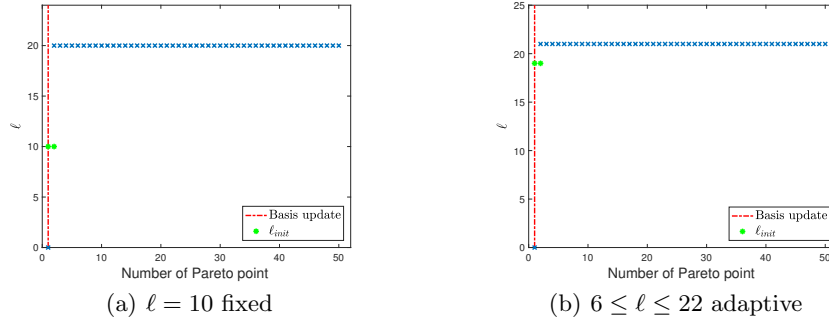 20
15
10
5
0
ℓ
0
10
20
30
40
50
Number of Pareto point
Basis update
ℓinit
(a) ℓ = 10 fixed
25
20
15
10
5
0
ℓ
0
10
20
30
40
50
Number of Pareto point
Basis update
ℓinit
(b) 6 ≤ ℓ ≤ 22 adaptive